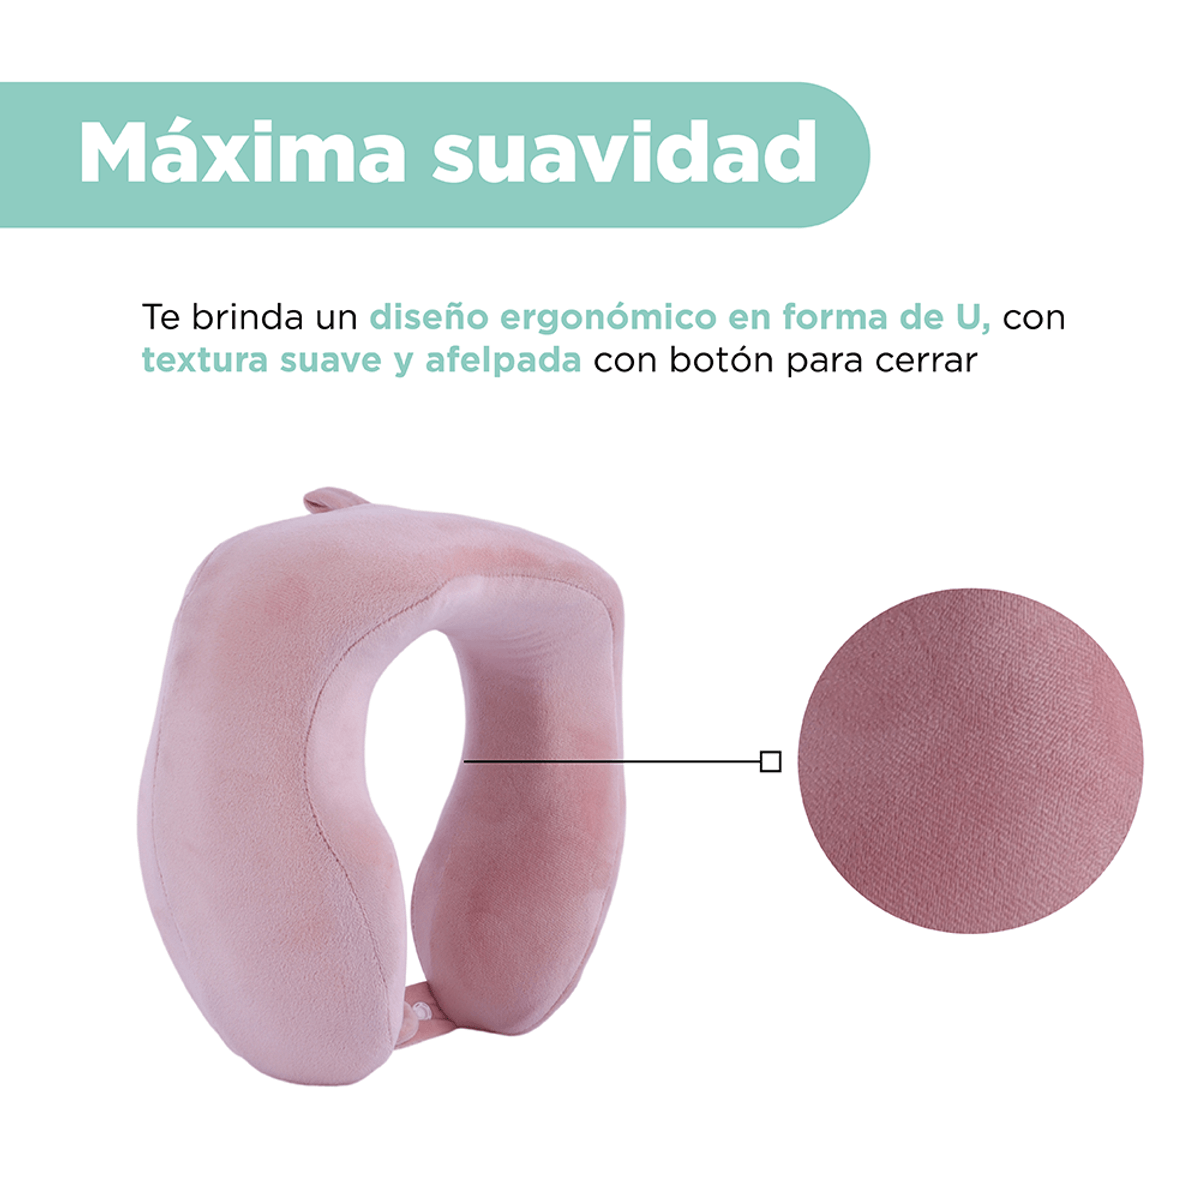 Máxima suavidad
Te brinda un diseño ergonómico en forma de U, con
textura suave y afelpada con botón para cerrar